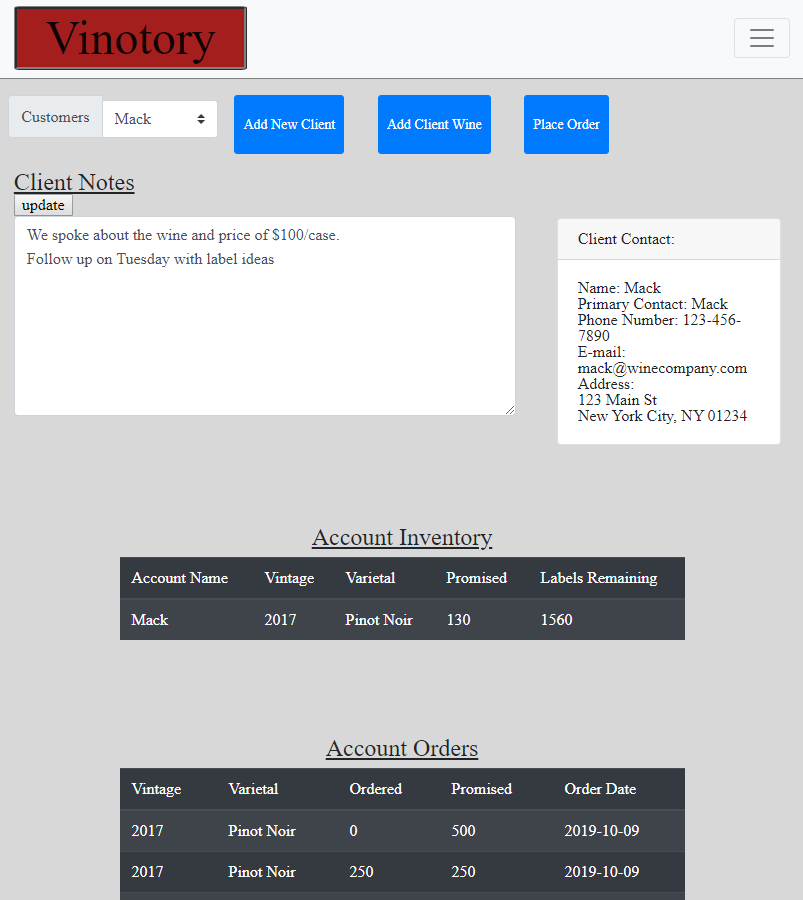 Vinotory
Customers Mack Add New Client Add Client Wine Place Order
Client Notes
update
We spoke about the wine and price of $100/case.
Follow up on Tuesday with label ideas
Client Contact:
Name: Mack
Primary Contact: Mack
Phone Number: 123-456-
7890
E-mail:
mack@winecompany.com
Address:
123 Main St
New York City, NY 01234
Account Inventory
Account Name Vintage Varietal Promised Labels Remaining
Mack 2017 Pinot Noir 130 1560
Account Orders
Vintage Varietal Ordered Promised Order Date
2017 Pinot Noir 0 500 2019-10-09
2017 Pinot Noir 250 250 2019-10-09